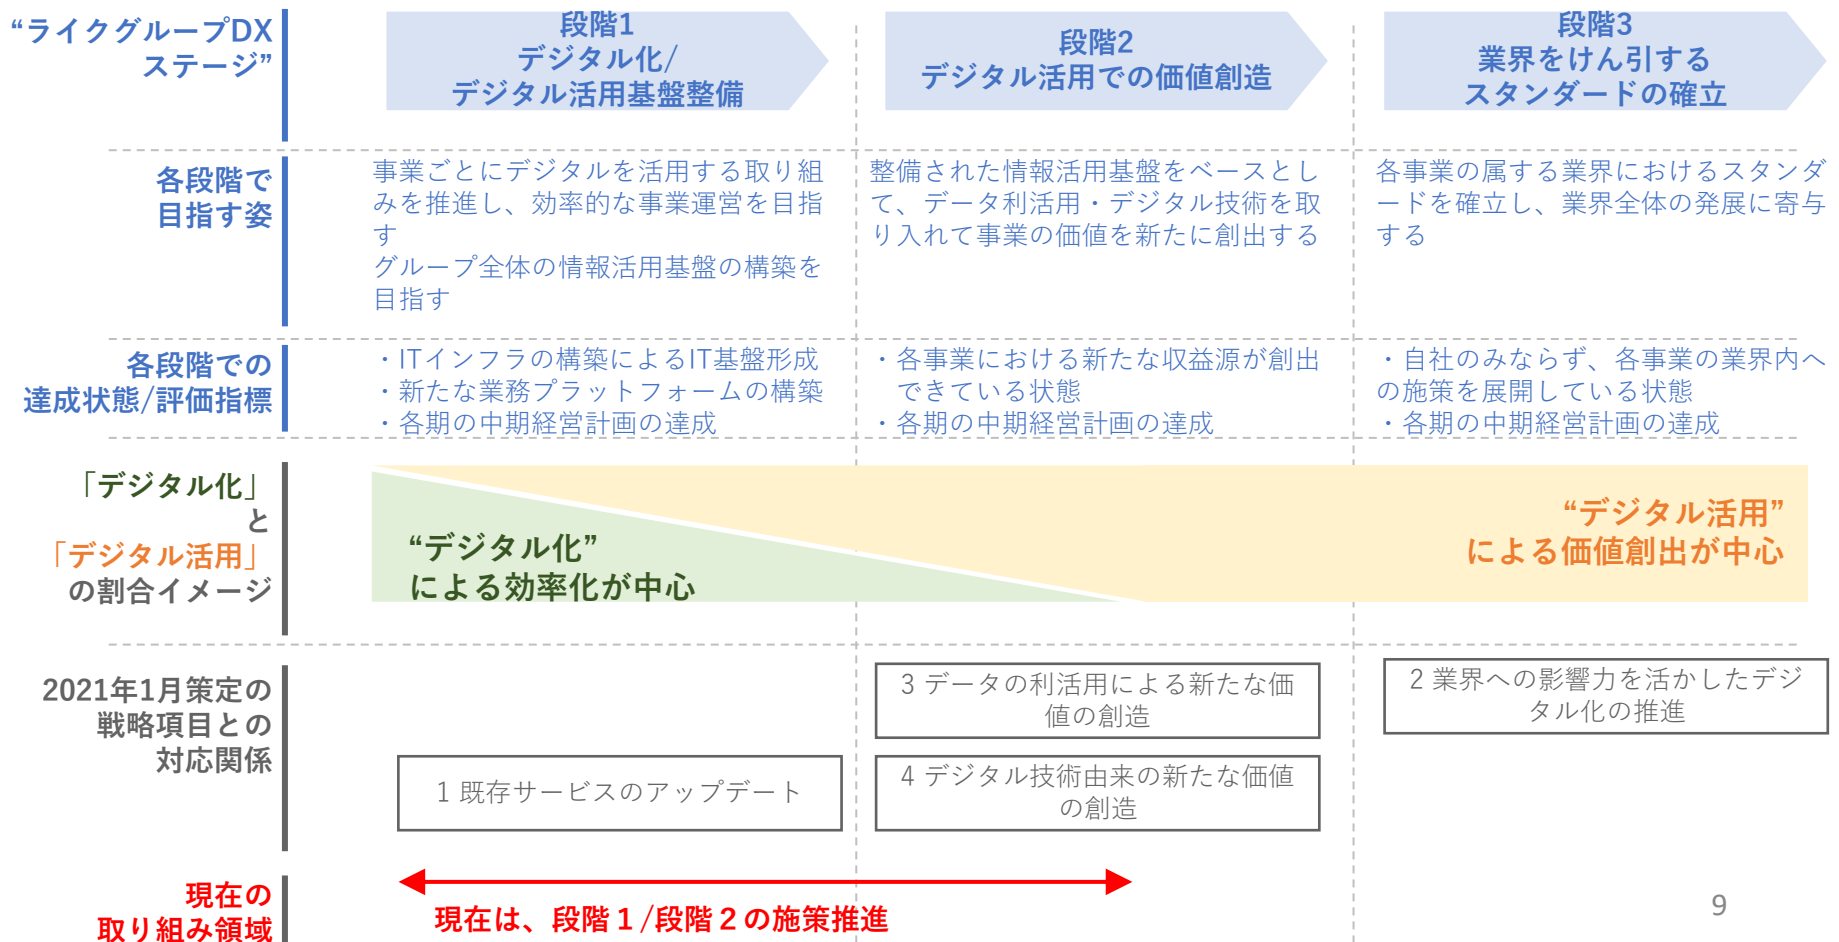 “ライクグループDX
ステージ”
段階1
デジタル化/
デジタル活用基盤整備
段階2
デジタル活用での価値創造
段階3
業界をけん引する
スタンダードの確立
各段階で
目指す姿
事業ごとにデジタルを活用する取り組
みを推進し、効率的な事業運営を目指
す
グループ全体の情報活用基盤の構築を
目指す
整備された情報活用基盤をベースとし
て、データ利活用・デジタル技術を取
り入れて事業の価値を新たに創出する
各事業の属する業界におけるスタンダ
ードを確立し、業界全体の発展に寄与
する
各段階での
達成状態/評価指標
・ITインフラの構築によるIT基盤形成
・新たな業務プラットフォームの構築
・各期の中期経営計画の達成
・各事業における新たな収益源が創出
できている状態
・各期の中期経営計画の達成
・自社のみならず、各事業の業界内へ
の施策を展開している状態
・各期の中期経営計画の達成
「デジタル化」
と
「デジタル活用」
の割合イメージ
“デジタル化”
による効率化が中心
“デジタル活用”
による価値創出が中心
2021年1月策定の
戦略項目との
対応関係
1 既存サービスのアップデート
3 データの利活用による新たな価
値の創造
4 デジタル技術由来の新たな価値
の創造
2 業界への影響力を活かしたデジ
タル化の推進
現在の
取り組み領域
現在は、段階１/段階２の施策推進
9